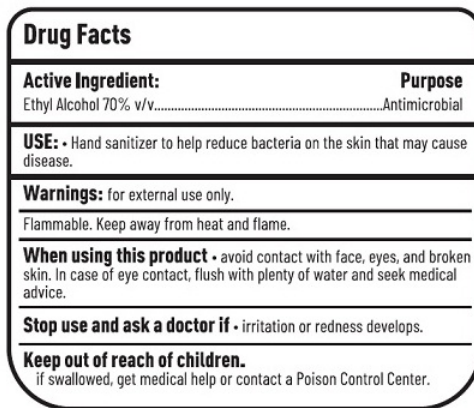 Drug Facts
Active Ingredient: Purpose
Ethyl Alcohol 70% v/v..........................................................Antimicrobial
USE: • Hand sanitizer to help reduce bacteria on the skin that may cause
disease.
Warnings: for external use only.
Flammable. Keep away from heat and flame.
When using this product • avoid contact with face, eyes, and broken
skin. In case of eye contact, flush with plenty of water and seek medical
advice.
Stop use and ask a doctor if • irritation or redness develops.
Keep out of reach of children.
if swallowed, get medical help or contact a Poison Control Center.